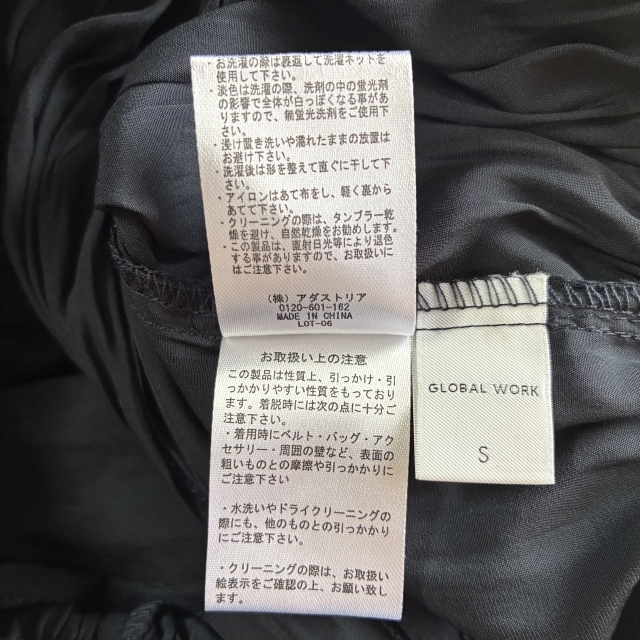 ・お洗濯の際は裏返して洗濯ネットを
使用して下さい。
・淡色は洗濯の際、洗剤の中の蛍光剤
の影響で全体が白っぽくなる事があ
りますので、無蛍光洗剤をご使用下
さい。
・浸け置き洗いや濡れたままの放置は
お避け下さい。
・洗濯後は形を整えて直ぐに干して下
さい。
・アイロンはあて布をし、軽く裏から
あてて下さい。
・クリーニングの際は、タンブラー乾
燥を避け、自然乾燥をお勧めします。
・この製品は、直射日光等により退色
する事がありますので、お取扱いに
はご注意下さい。
(株)アダストリア
0120-601-162
MADE IN CHINA
LOT-06
お取扱い上の注意
この製品は性質上、引っかけ・引
っかかりやすい性質をもっており
ます。着脱時には次の点に十分ご
注意下さい。
・着用時にベルト・バッグ・アク
セサリー・周囲の壁など、表面の
粗いものとの摩擦や引っかかりに
ご注意下さい
・水洗いやドライクリーニングの
際にも、他のものとの引っかかり
にご注意下さい。
・クリーニングの際は、お取扱い
絵表示をご確認の上、お願い致し
ます。
GLOBAL WORK
S